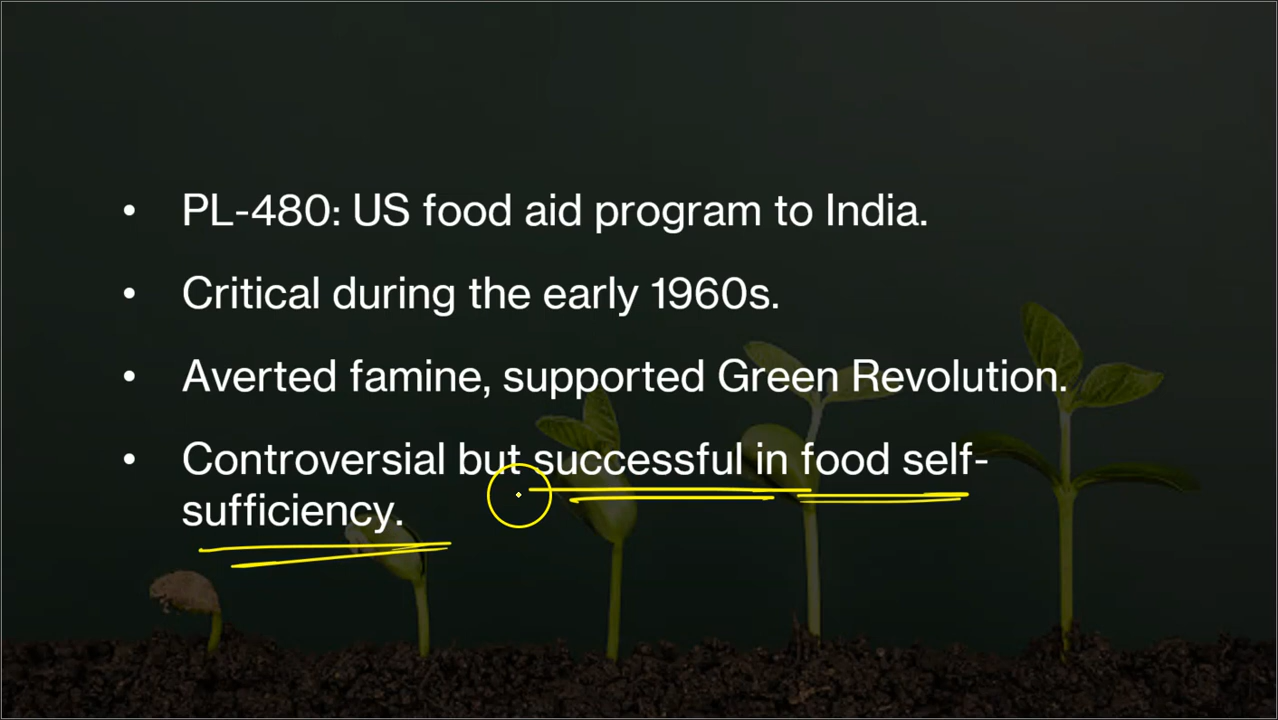 • PL-480: US food aid program to India.
• Critical during the early 1960s.
• Averted famine, supported Green Revolution.
• Controversial but successful in food self-
sufficiency.